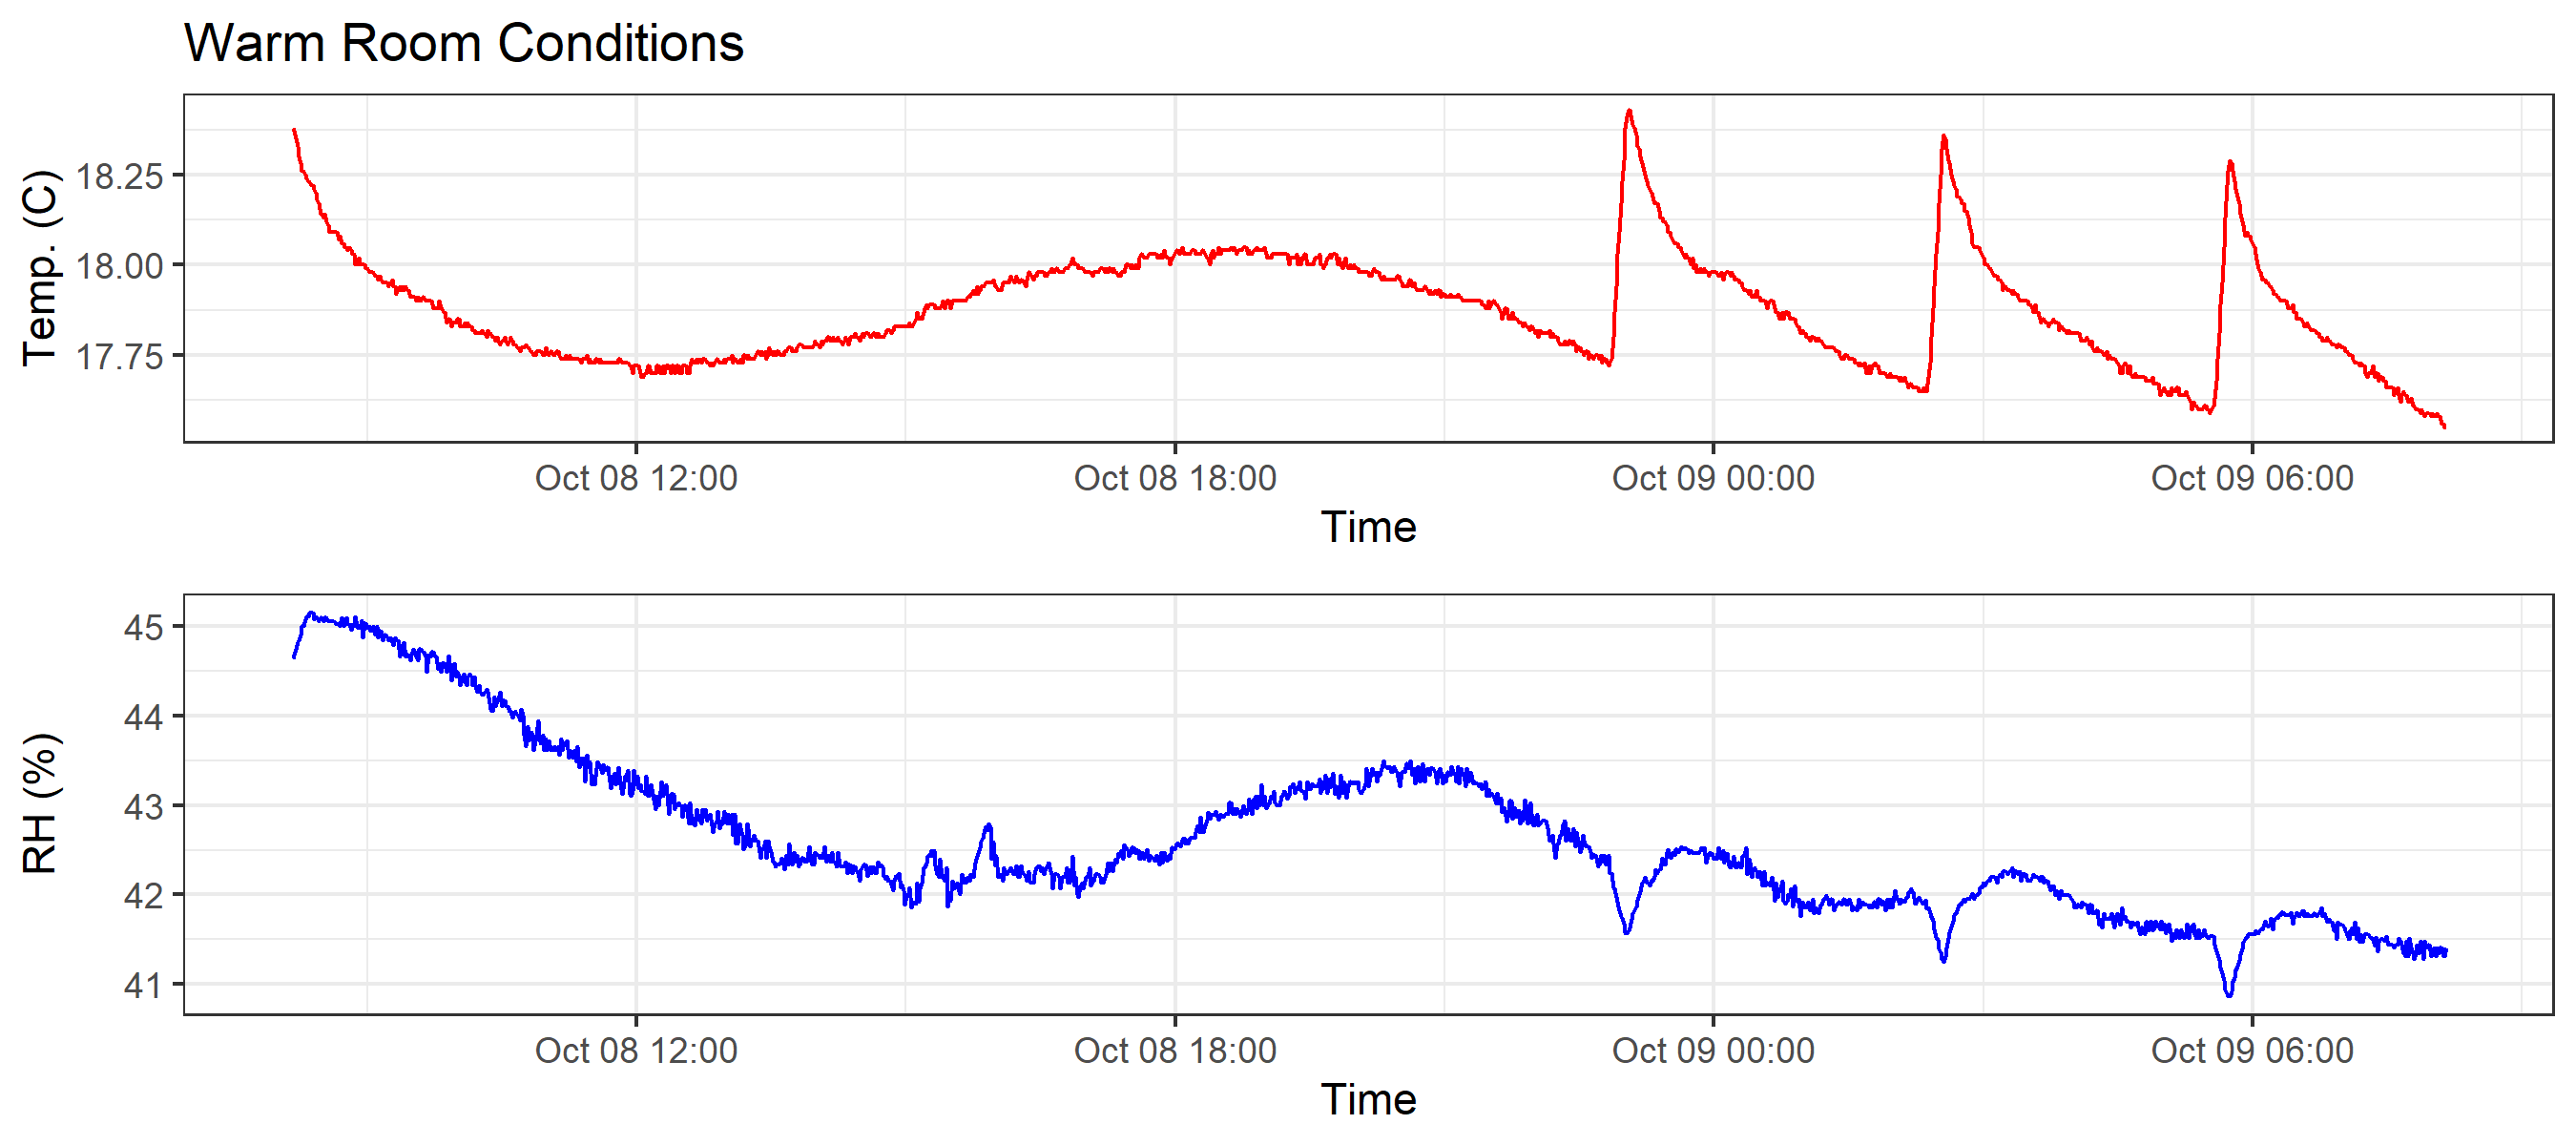 Warm Room Conditions
Temp. (C)
18.25
18.00
17.75
Oct 08 12:00 Oct 08 18:00 Oct 09 00:00 Oct 09 06:00
Time
RH (%)
45
44
43
42
41
Oct 08 12:00 Oct 08 18:00 Oct 09 00:00 Oct 09 06:00
Time